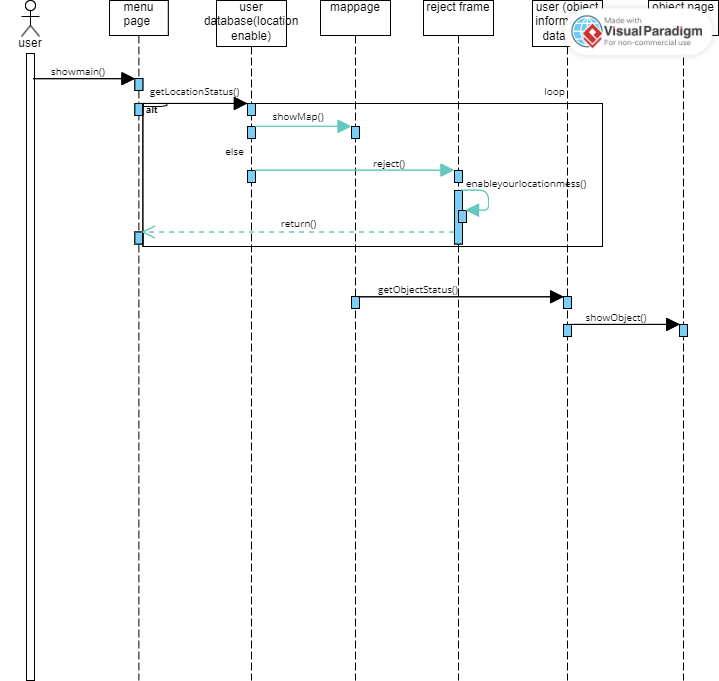 menu
page
user
database(location
enable)
mappage
reject frame
user (object
data
object page
Made with
Visual Paradigm
For non-commercial use
user
showmain()
getLocationStatus()
loop
alt
showMap()
else
reject()
enableyourlocationmess()
return()
getObjectStatus()
showObject()